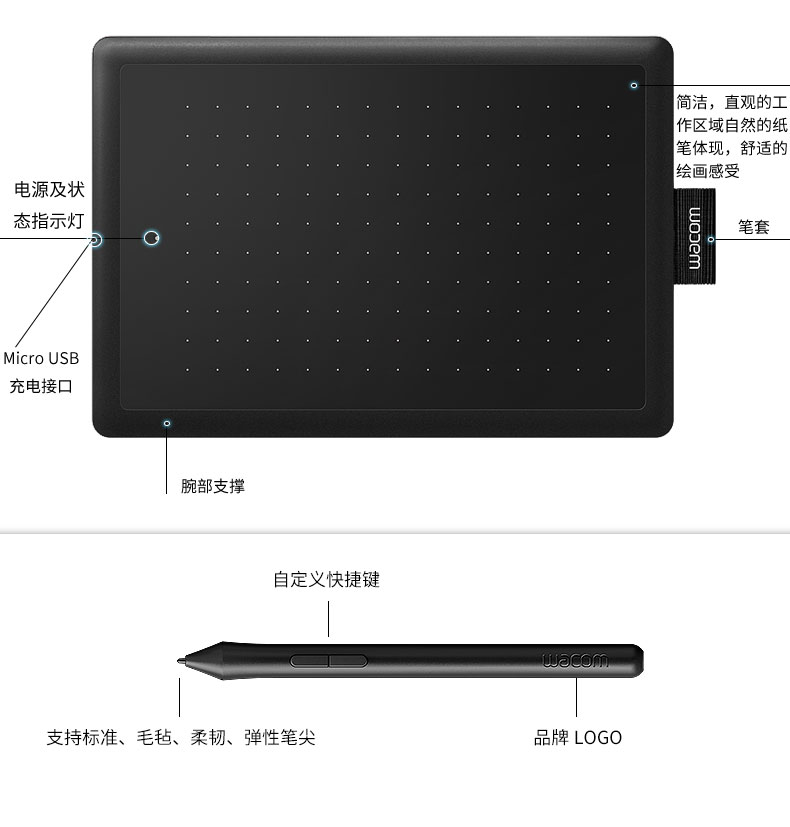 简洁，直观的工
作区域自然的纸
笔体现，舒适的
绘画感受
电源及状
态指示灯
wacom
笔套
Micro USB
充电接口
腕部支撑
自定义快捷键
wacom
支持标准、毛毡、柔韧、弹性笔尖
品牌 LOGO